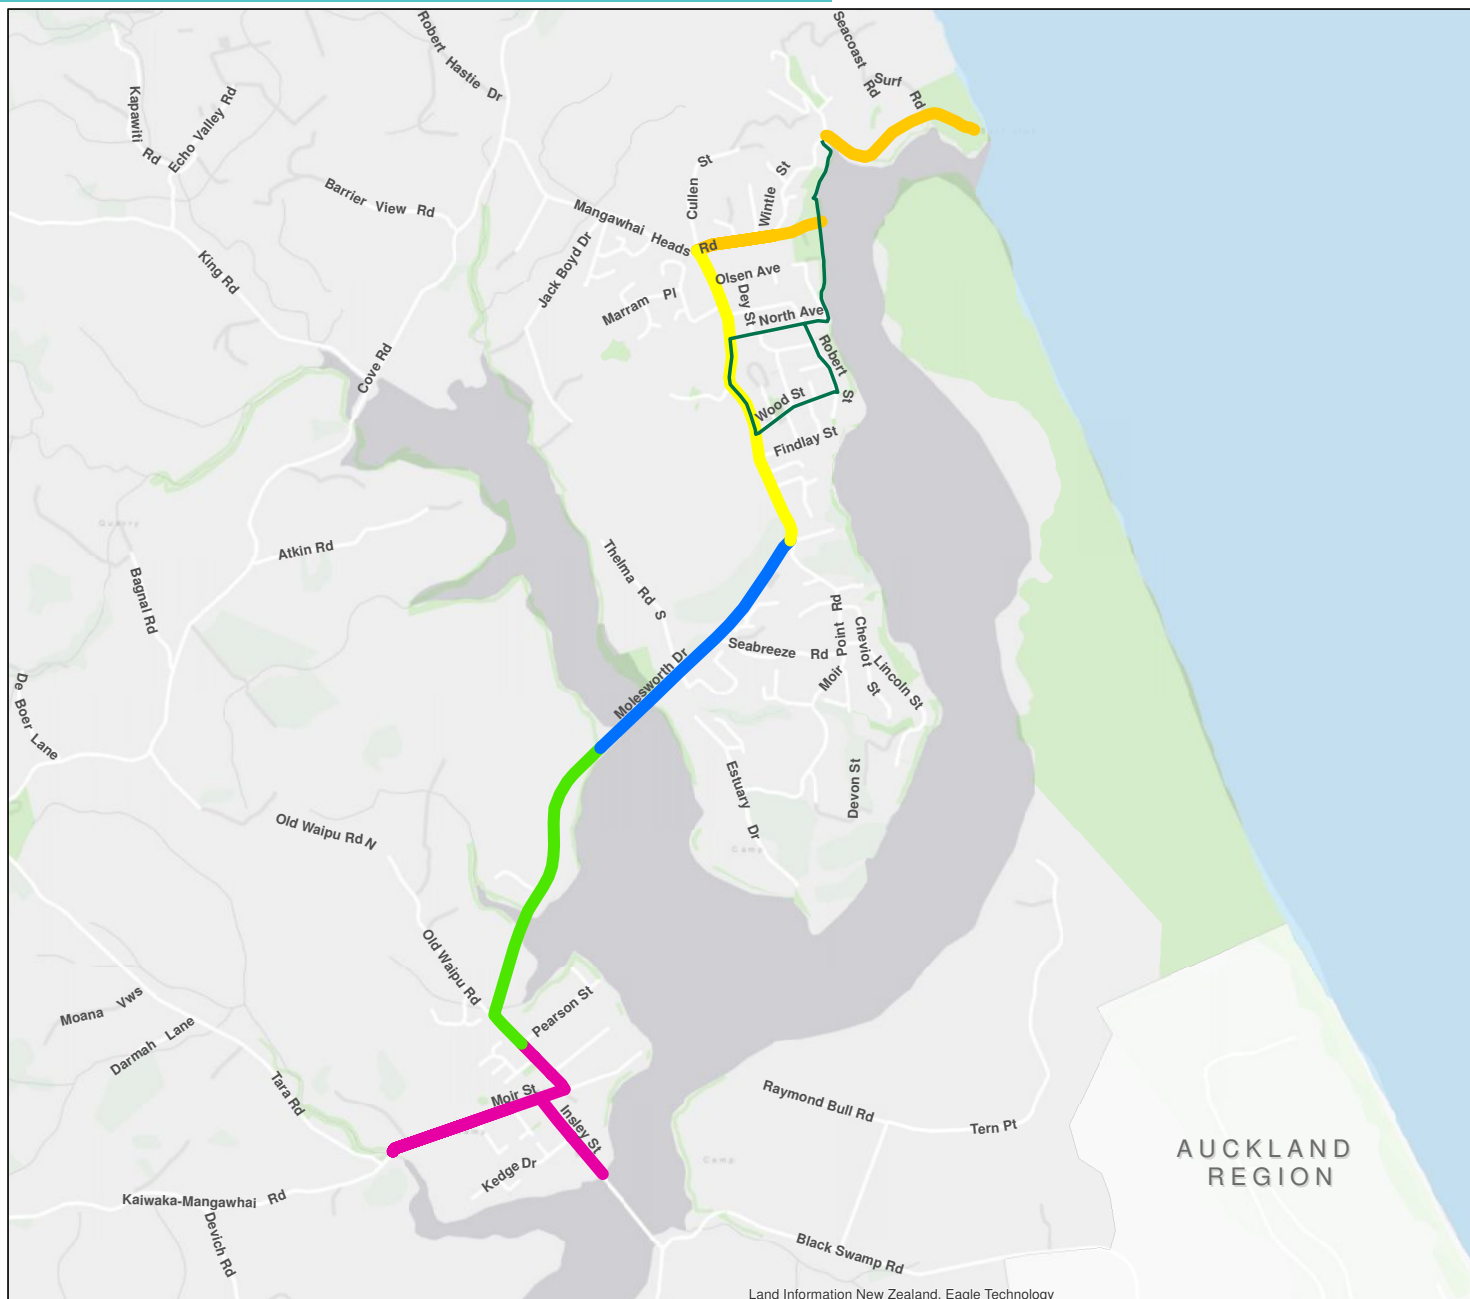 Seacoast Rd
Surf Rd
Robert Hastie Dr
Kapawiti Rd
Echo Valley Rd
Barrier View Rd
Cullen St
Wintle St
Mangawhai Heads Rd
King Rd
Jack Boyd Dr
Olsen Ave
Marram Pl
Dey St
North Ave
Robert St
Cove Rd
Wood St
Findlay St
Quarry
Atkin Rd
Bagnal Rd
Thelma Rd S
Moir Point Rd
Cheviot St
Lincoln St
Seabreeze Rd
Molesworth Dr
De Boer Lane
Estuary Dr
Devon St
Old Waipu Rd N
Camp
Old Waipu Rd
Pearson St
Moana Vws
Darmah Lane
Tara Rd
Moir St
Insley St
Raymond Bull Rd
Tern Pt
Kedge Dr
Camp
AUCKLAND
REGION
Kaiwaka-Mangawhai Rd
Devich Rd
Black Swamp Rd
Land Information New Zealand, Eagle Technology